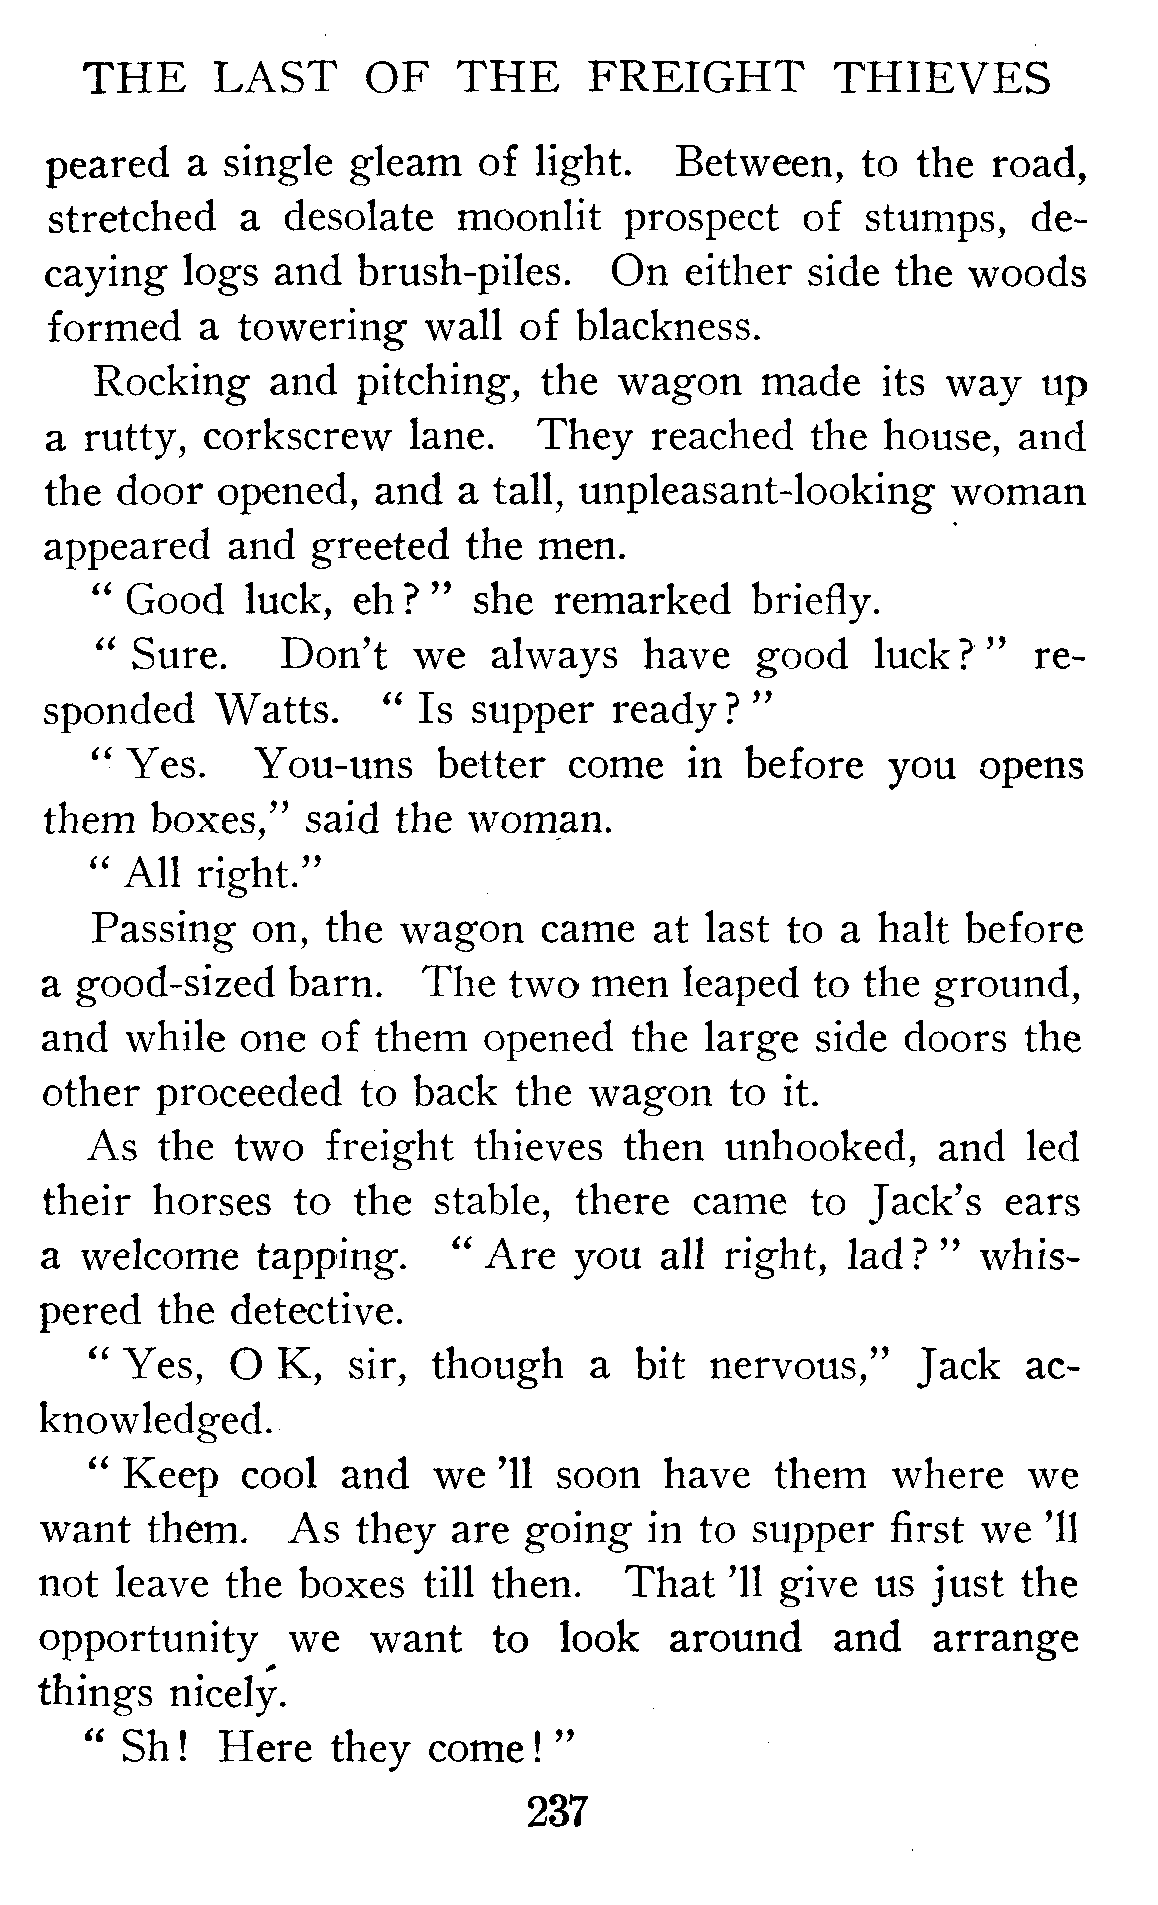 THE LAST OF THE FREIGHT THIEVES
peared a single gleam of light. Between, to the road,
stretched a desolate moonlit prospect of stumps, de-
caying logs and brush-piles. On either side the woods
formed a towering wall of blackness.
Rocking and pitching, the wagon made its way up
a rutty, corkscrew lane. They reached the house, and
the door opened, and a tall, unpleasant-looking woman
appeared and greeted the men.
“ Good luck, eh ? ” she remarked briefly.
“ Sure. Don’t we always have good luck ? ” re-
sponded Watts. “ Is supper ready ? ”
“ Yes. You-uns better come in before you opens
them boxes,” said the woman.
“ All right.”
Passing on, the wagon came at last to a halt before
a good-sized barn. The two men leaped to the ground,
and while one of them opened the large side doors the
other proceeded to back the wagon to it.
As the two freight thieves then unhooked, and led
their horses to the stable, there came to Jack’s ears
a welcome tapping. “ Are you all right, lad ? ” whis-
pered the detective.
“ Yes, O K, sir, though a bit nervous,” Jack ac-
knowledged.
“ Keep cool and we ’ll soon have them where we
want them. As they are going in to supper first we ’ll
not leave the boxes till then. That ’ll give us just the
opportunity we want to look around and arrange
things nicely.
“ Sh ! Here they come ! ”
237